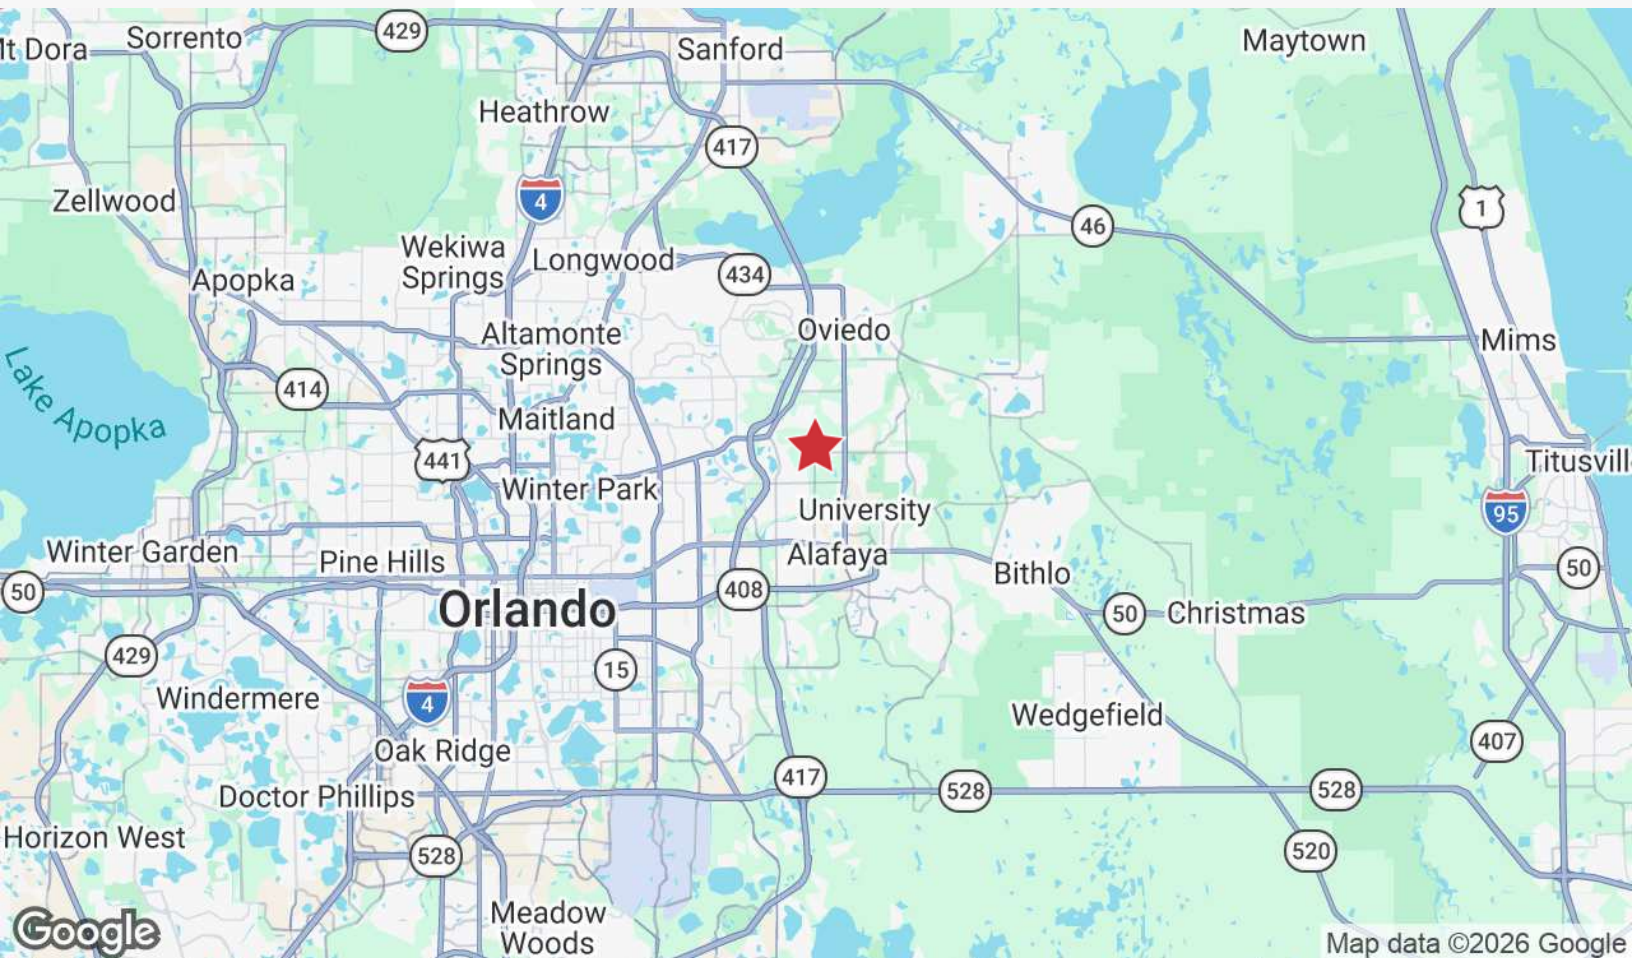 429
Sorrento
Mt Dora
Sanford
Maytown
Heathrow
417
4
Zellwood
1
46
Wekiwa
Springs
Longwood
434
Apopka
Oviedo
Altamonte
Springs
Mims
Lake Apopka
414
Maitland
441
Titusvill
Winter Park
University
95
Winter Garden
Pine Hills
Alafaya
Bithlo
50
50
408
Orlando
50
Christmas
429
15
4
Windermere
Wedgefield
407
Oak Ridge
417
528
528
Doctor Phillips
Horizon West
528
520
Meadow
Woods
Google
Map data ©2026 Google